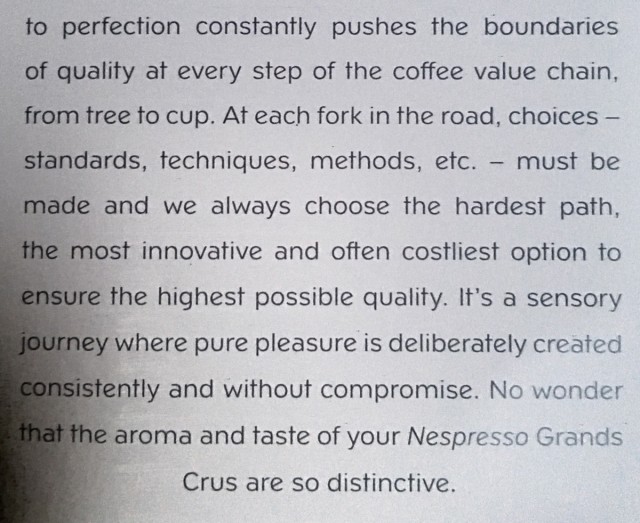 to perfection constantly pushes the boundaries
of quality at every step of the coffee value chain,
from tree to cup. At each fork in the road, choices –
standards, techniques, methods, etc. – must be
made and we always choose the hardest path,
the most innovative and often costliest option to
ensure the highest possible quality. It's a sensory
journey where pure pleasure is deliberately created
consistently and without compromise. No wonder
that the aroma and taste of your Nespresso Grands
Crus are so distinctive.